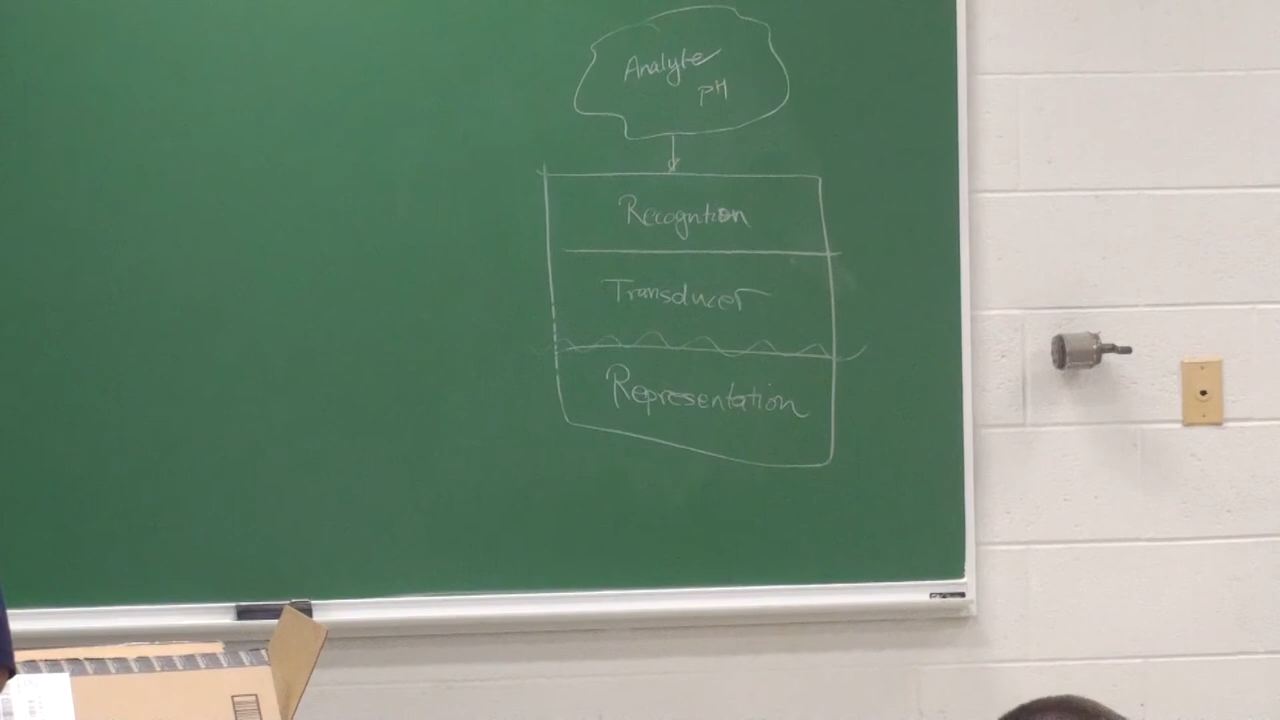 Analyte
pH
Recogntion
Transducer
Representation